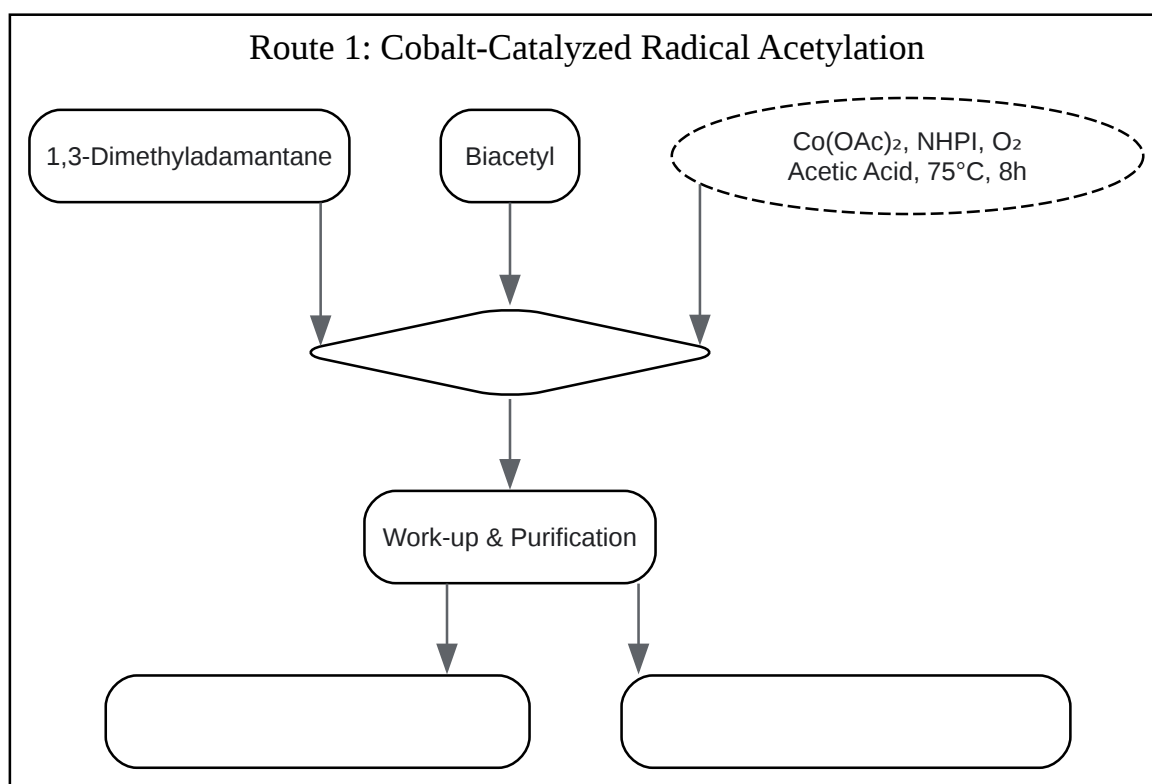 Route 1: Cobalt-Catalyzed Radical Acetylation
1,3-Dimethyladamantane
Biacetyl
Co(OAc)₂, NHPI, O₂
Acetic Acid, 75°C, 8h
Work-up & Purification